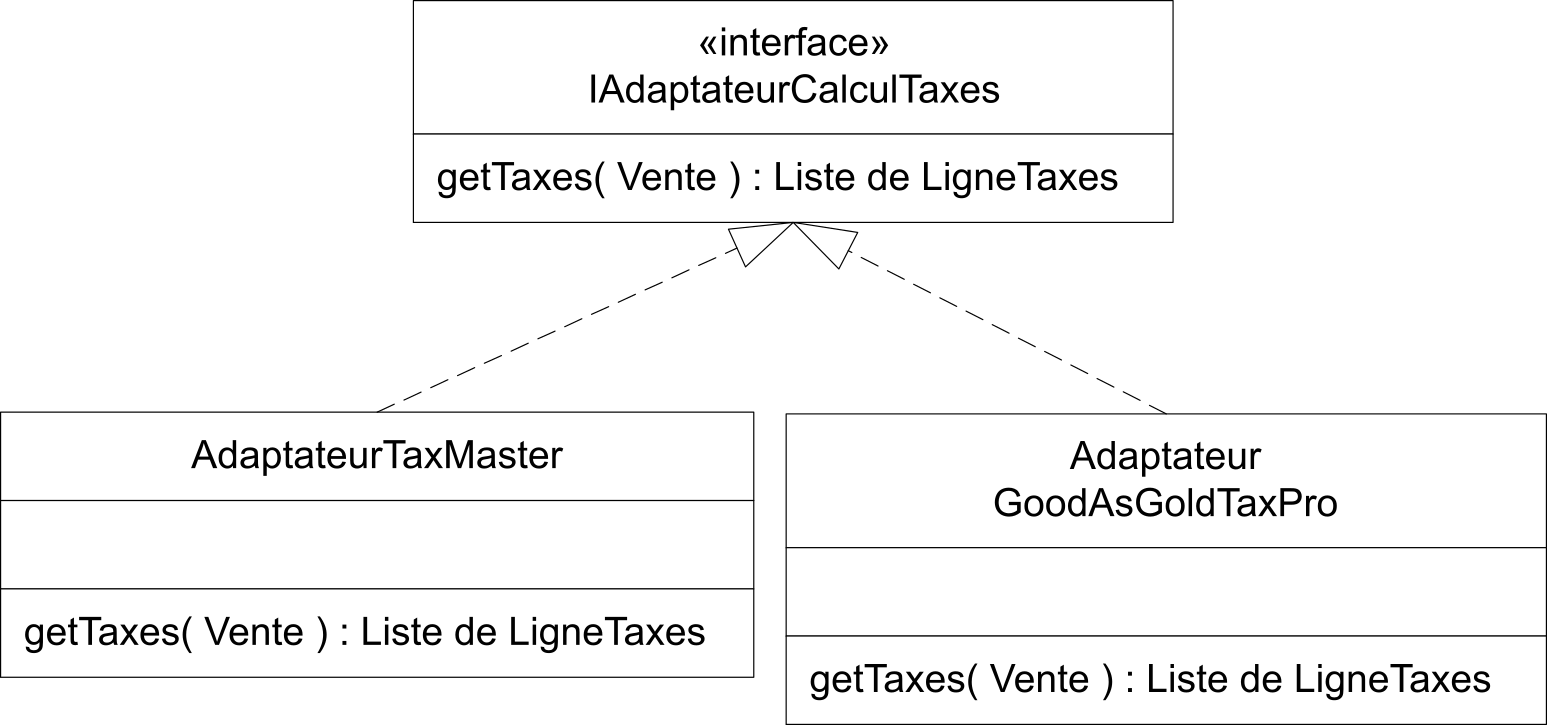 «interface»
IAdaptateurCalculTaxes
getTaxes( Vente ) : Liste de LigneTaxes
AdaptateurTaxMaster
getTaxes( Vente ) : Liste de LigneTaxes
Adaptateur
GoodAsGoldTaxPro
getTaxes( Vente ) : Liste de LigneTaxes